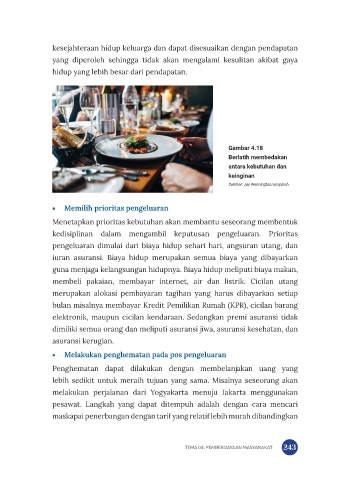 kesejahteraan hidup keluarga dan dapat disesuaikan dengan pendapatan
yang diperoleh sehingga tidak akan mengalami kesulitan akibat gaya
hidup yang lebih besar dari pendapatan.
Gambar 4.18
Berlatih membedakan
antara kebutuhan dan
keinginan
Sumber: Jay Wennington/unsplash
• Memilih prioritas pengeluaran
Menetapkan prioritas kebutuhan akan membantu seseorang membentuk
kedisiplinan dalam mengambil keputusan pengeluaran. Prioritas
pengeluaran dimulai dari biaya hidup sehari hari, angsuran utang, dan
iuran asuransi. Biaya hidup merupakan semua biaya yang dibayarkan
guna menjaga kelangsungan hidupnya. Biaya hidup meliputi biaya makan,
membeli pakaian, membayar internet, air dan listrik. Cicilan utang
merupakan alokasi pembayaran tagihan yang harus dibayarkan setiap
bulan misalnya membayar Kredit Pemilikan Rumah (KPR), cicilan barang
elektronik, maupun cicilan kendaraan. Sedangkan premi asuransi tidak
dimiliki semua orang dan meliputi asuransi jiwa, asuransi kesehatan, dan
asuransi kerugian.
• Melakukan penghematan pada pos pengeluaran
Penghematan dapat dilakukan dengan membelanjakan uang yang
lebih sedikit untuk meraih tujuan yang sama. Misalnya seseorang akan
melakukan perjalanan dari Yogyakarta menuju Jakarta menggunakan
pesawat. Langkah yang dapat ditempuh adalah dengan cara mencari
maskapai penerbangan dengan tarif yang relatif lebih murah dibandingkan
TEMA 04: PEMBERDAYAAN MASYARAKAT 243